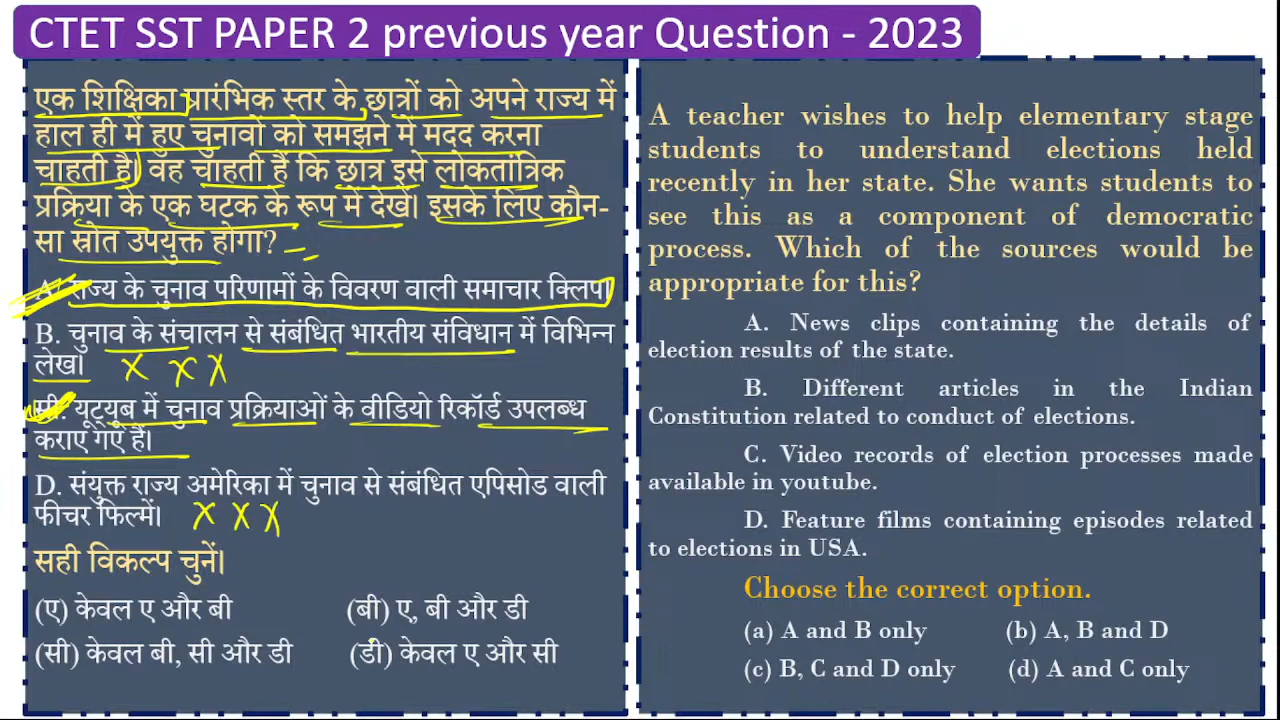 CTET SST PAPER 2 previous year Question - 2023
एक शिक्षिका प्रारंभिक स्तर के छात्रों को अपने राज्य में
हाल ही में हुए चुनावों को समझने में मदद करना
चाहती है। वह चाहती हैं कि छात्र इसे लोकतांत्रिक
प्रक्रिया के एक घटक के रूप में देखें। इसके लिए कौन-
सा स्रोत उपयुक्त होगा?
A. राज्य के चुनाव परिणामों के विवरण वाली समाचार क्लिप।
B. चुनाव के संचालन से संबंधित भारतीय संविधान में विभिन्न
लेख।
सी. यूट्यूब में चुनाव प्रक्रियाओं के वीडियो रिकॉर्ड उपलब्ध
कराए गए हैं।
D. संयुक्त राज्य अमेरिका में चुनाव से संबंधित एपिसोड वाली
फीचर फिल्में।
सही विकल्प चुनें।
(ए) केवल ए और बी (बी) ए, बी और डी
(सी) केवल बी, सी और डी (डी) केवल ए और सी
A teacher wishes to help elementary stage
students to understand elections held
recently in her state. She wants students to
see this as a component of democratic
process. Which of the sources would be
appropriate for this?
A. News clips containing the details of
election results of the state.
B. Different articles in the Indian
Constitution related to conduct of elections.
C. Video records of election processes made
available in youtube.
D. Feature films containing episodes related
to elections in USA.
Choose the correct option.
(a) A and B only (b) A, B and D
(c) B, C and D only (d) A and C only